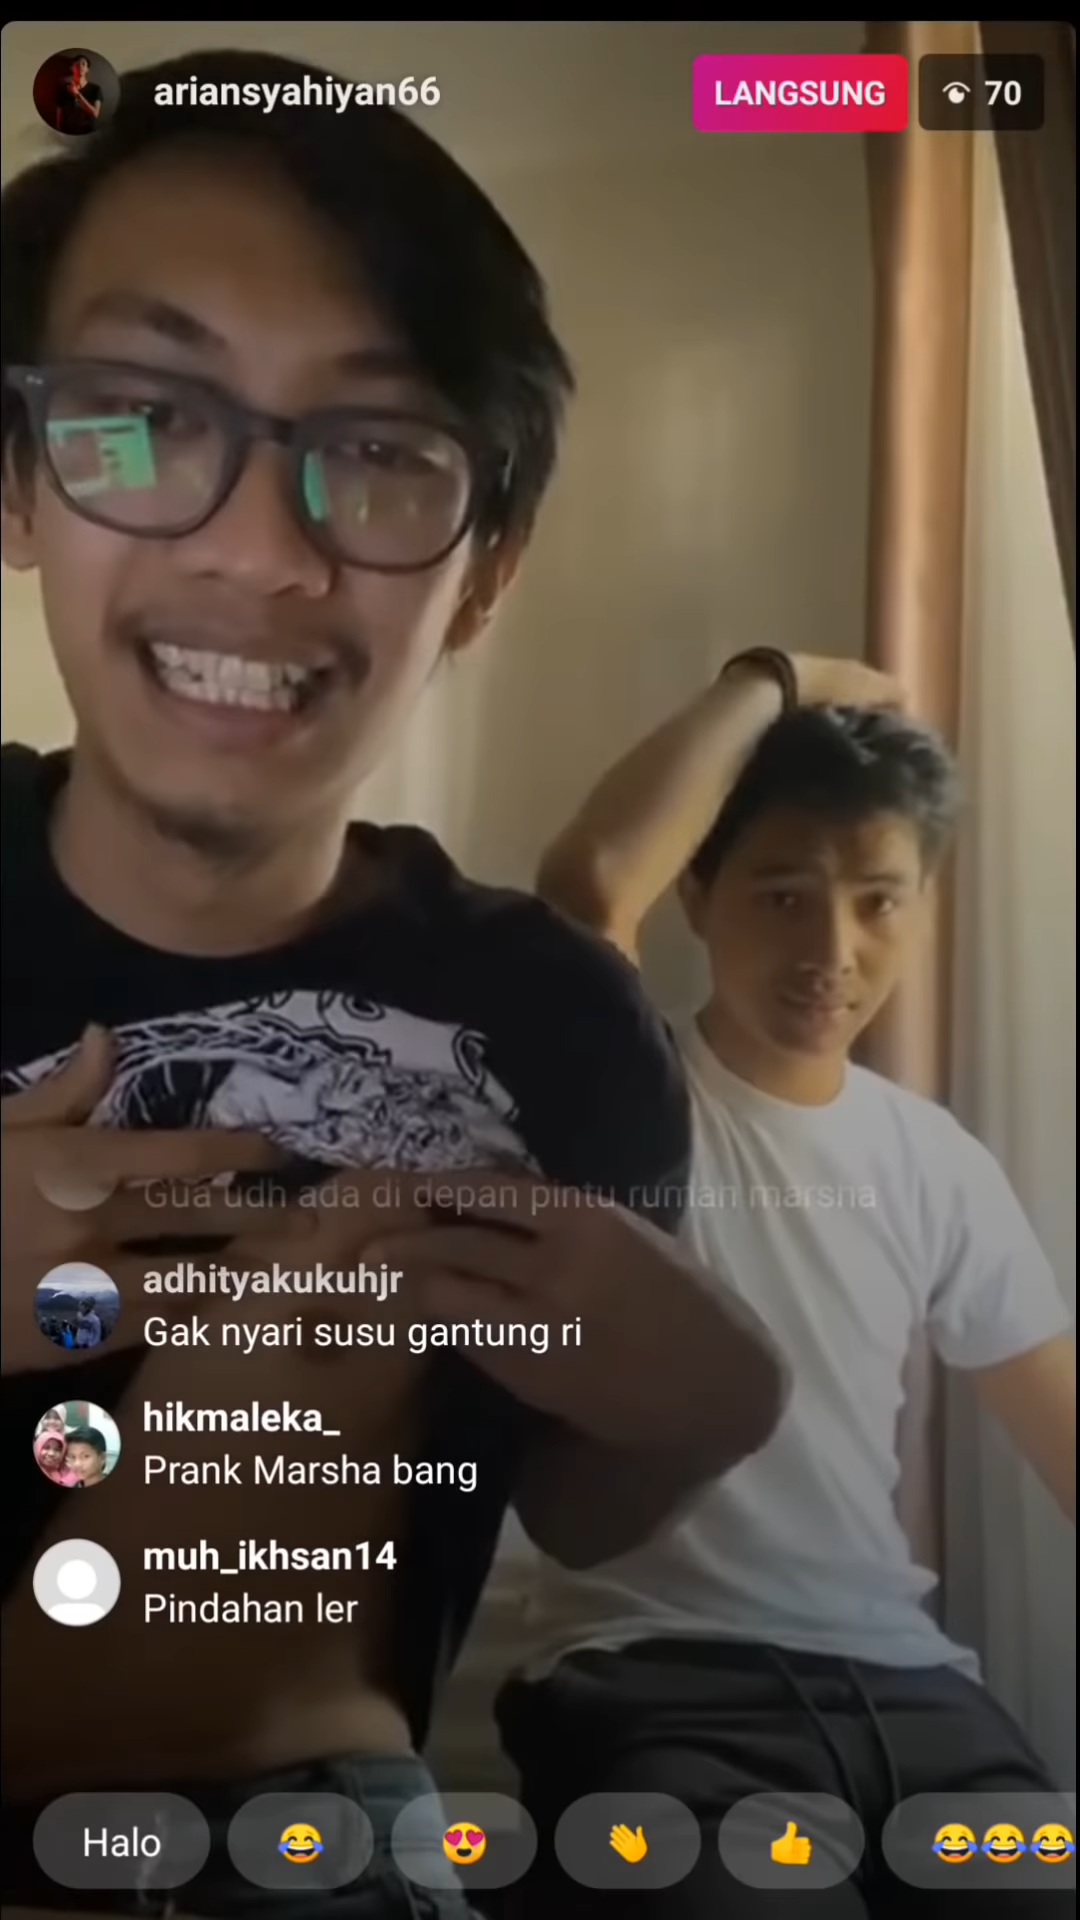 ariansyahiyan66
LANGSUNG
70
Gua udh ada di depan pintu rumah marsha
adhityakukuhjr
Gak nyari susu gantung ri
hikmaleka_
Prank Marsha bang
muh_ikhsan14
Pindahan ler
Halo